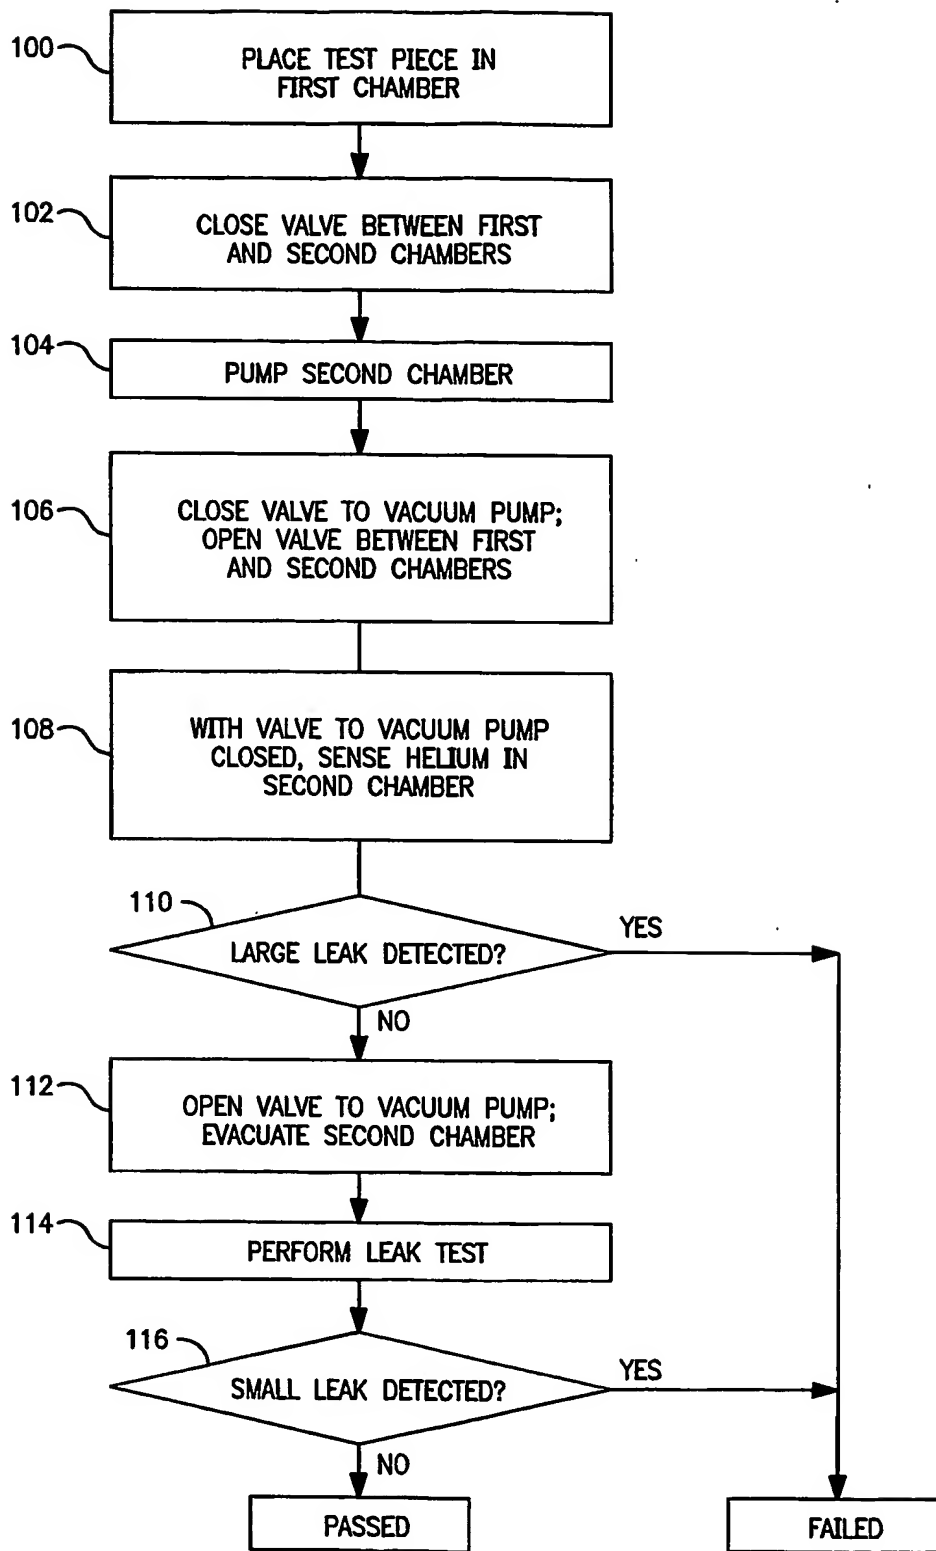 100
PLACE TEST PIECE IN
FIRST CHAMBER
102
CLOSE VALVE BETWEEN FIRST
AND SECOND CHAMBERS
104
PUMP SECOND CHAMBER
106
CLOSE VALVE TO VACUUM PUMP;
OPEN VALVE BETWEEN FIRST
AND SECOND CHAMBERS
108
WITH VALVE TO VACUUM PUMP
CLOSED, SENSE HELIUM IN
SECOND CHAMBER
110
LARGE LEAK DETECTED?
YES
NO
112
OPEN VALVE TO VACUUM PUMP;
EVACUATE SECOND CHAMBER
114
PERFORM LEAK TEST
116
SMALL LEAK DETECTED?
YES
NO
PASSED
FAILED